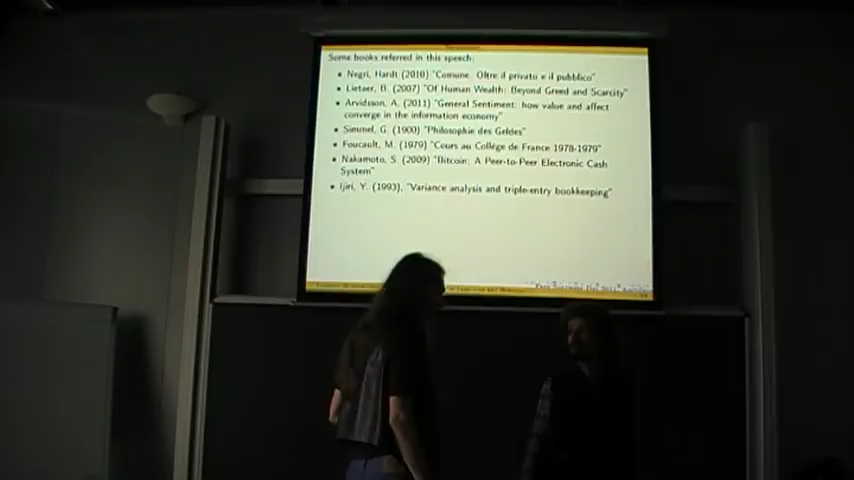 Some books referred in this speech:
Negri, Hardt (2010) "Comune. Oltre il privato e il pubblico"
Lietaer, B. (2007) "Of Human Wealth: Beyond Greed and Scarcity"
Arvidsson, A. (2011) "General Sentiment: how value and affect
converge in the information economy"
Simmel, G. (1900) "Philosophie des Geldes"
Foucault, M. (1979) "Cours au Collège de France 1978-1979"
Nakamoto, S. (2009) "Bitcoin: A Peer-to-Peer Electronic Cash
System"
Ijiri, Y. (1993), "Variance analysis and triple-entry bookkeeping"